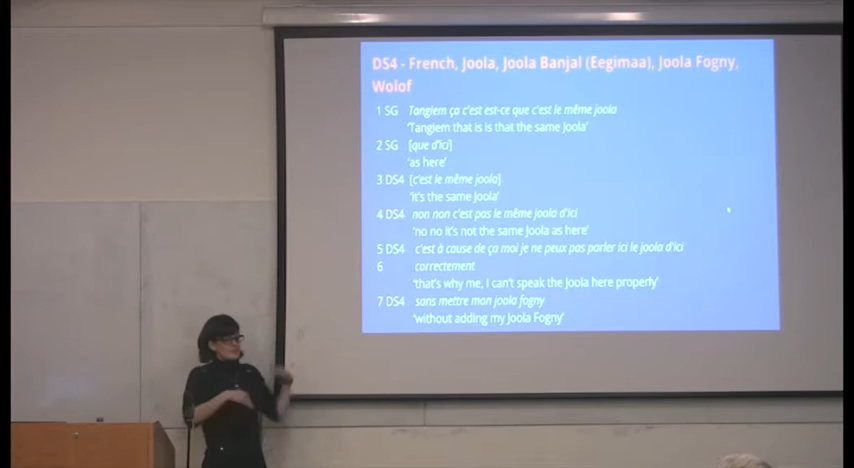 DS4 - French, Joola, Joola Banjal (Eegimaa), Joola Fogny,
Wolof
1 SG Tangiem ça c'est est-ce que c'est le même joola
'Tangiem that is is that the same Joola'
2 SG [que d'ici]
'as here'
3 DS4 [c'est le même joola]
'it's the same Joola'
4 DS4 non non c'est pas le même joola d'ici
'no no it's not the same Joola as here'
5 DS4 c'est à cause de ça moi je ne peux pas parler ici le joola d'ici
6 correctement
'that's why me, I can't speak the Joola here properly'
7 DS4 sans mettre mon joola fogny
'without adding my Joola Fogny'